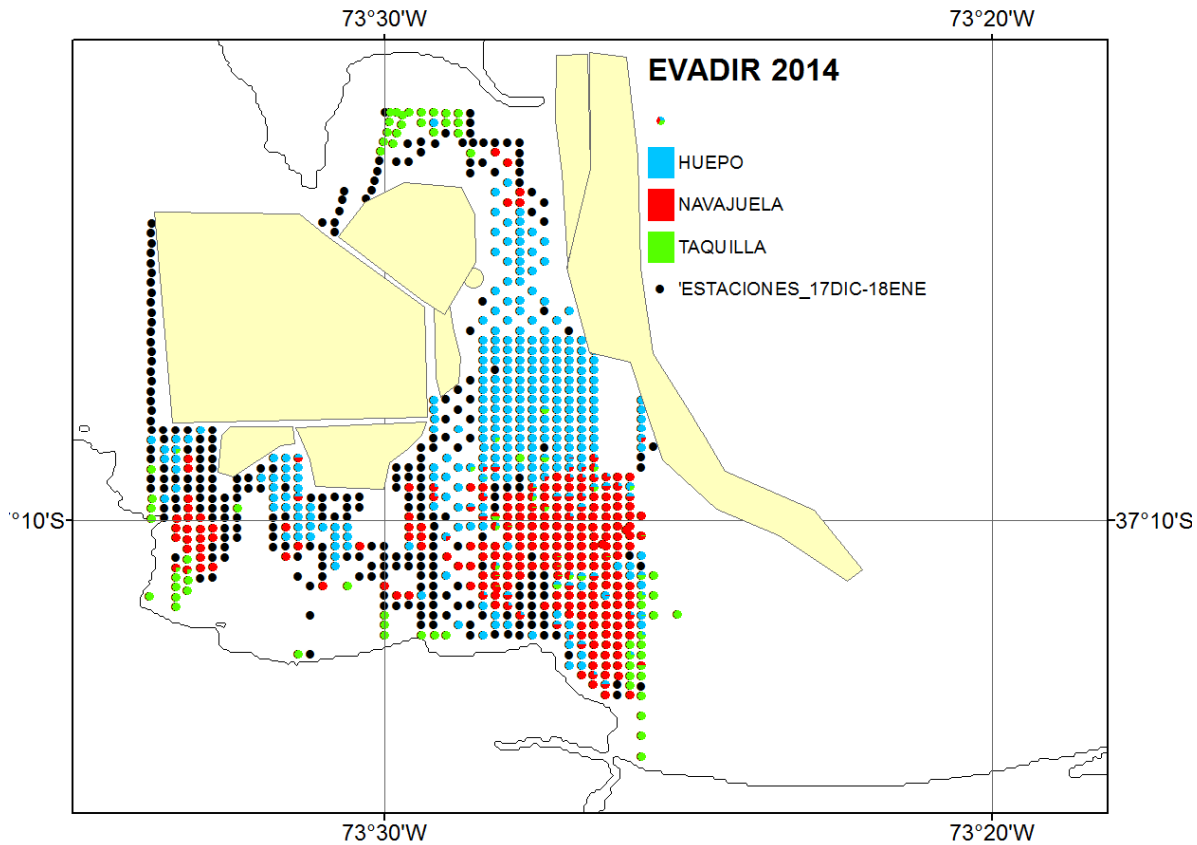 73°30'W 73°20'W
EVADIR 2014
HUEPO
NAVAJUELA
TAQUILLA
'ESTACIONES_17DIC-18ENE
'°10'S 37°10'S
73°30'W 73°20'W